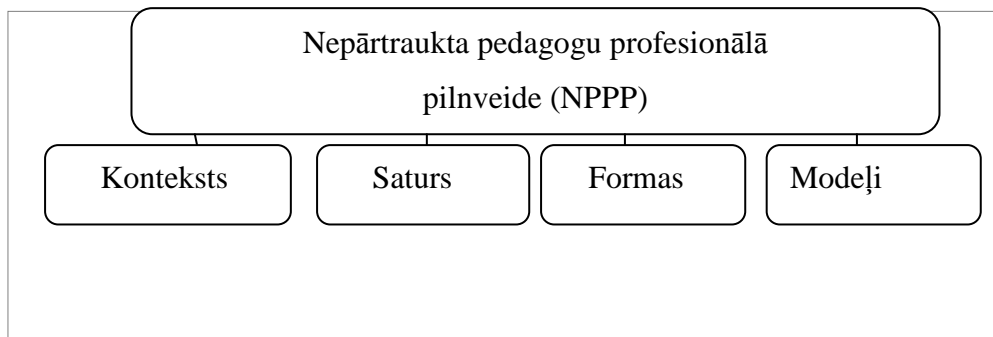 Nepārtraukta pedagogu profesionālā
pilnveide (NPPP)
Konteksts
Saturs
Formas
Modeļi